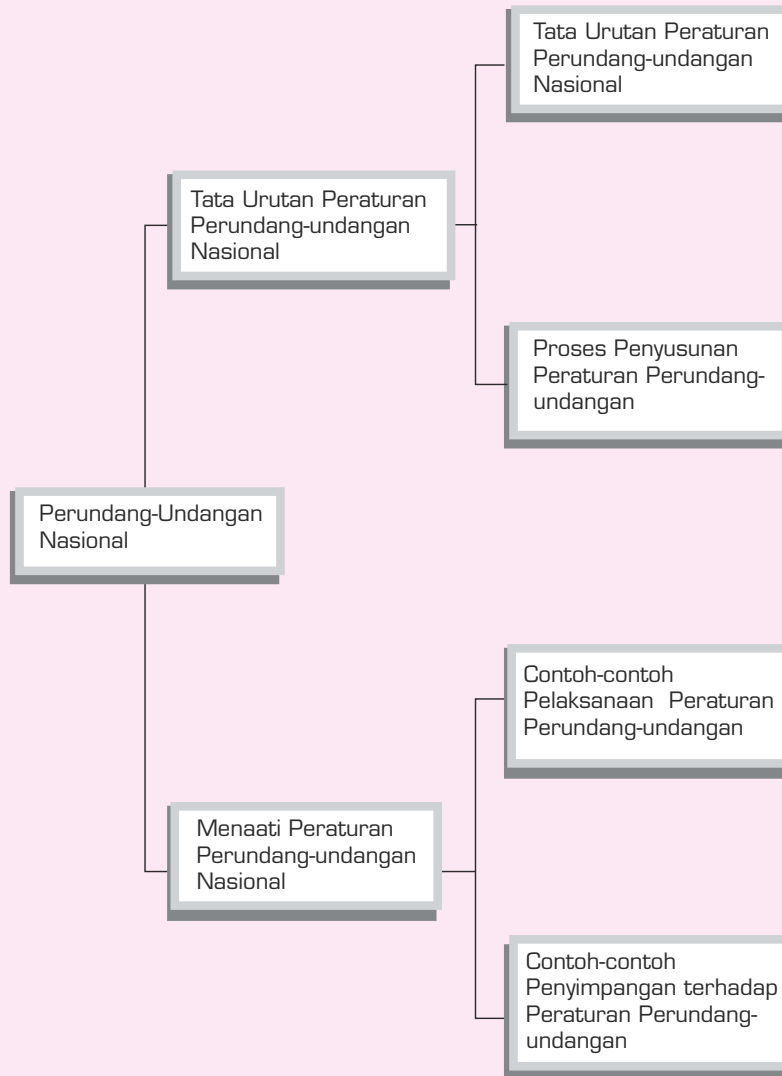 Tata Urutan Peraturan
Perundang-undangan
Nasional
Tata Urutan Peraturan
Perundang-undangan
Nasional
Proses Penyusunan
Peraturan Perundang-
undangan
Perundang-Undangan
Nasional
Contoh-contoh
Pelaksanaan Peraturan
Perundang-undangan
Menaati Peraturan
Perundang-undangan
Nasional
Contoh-contoh
Penyimpangan terhadap
Peraturan Perundang-
undangan